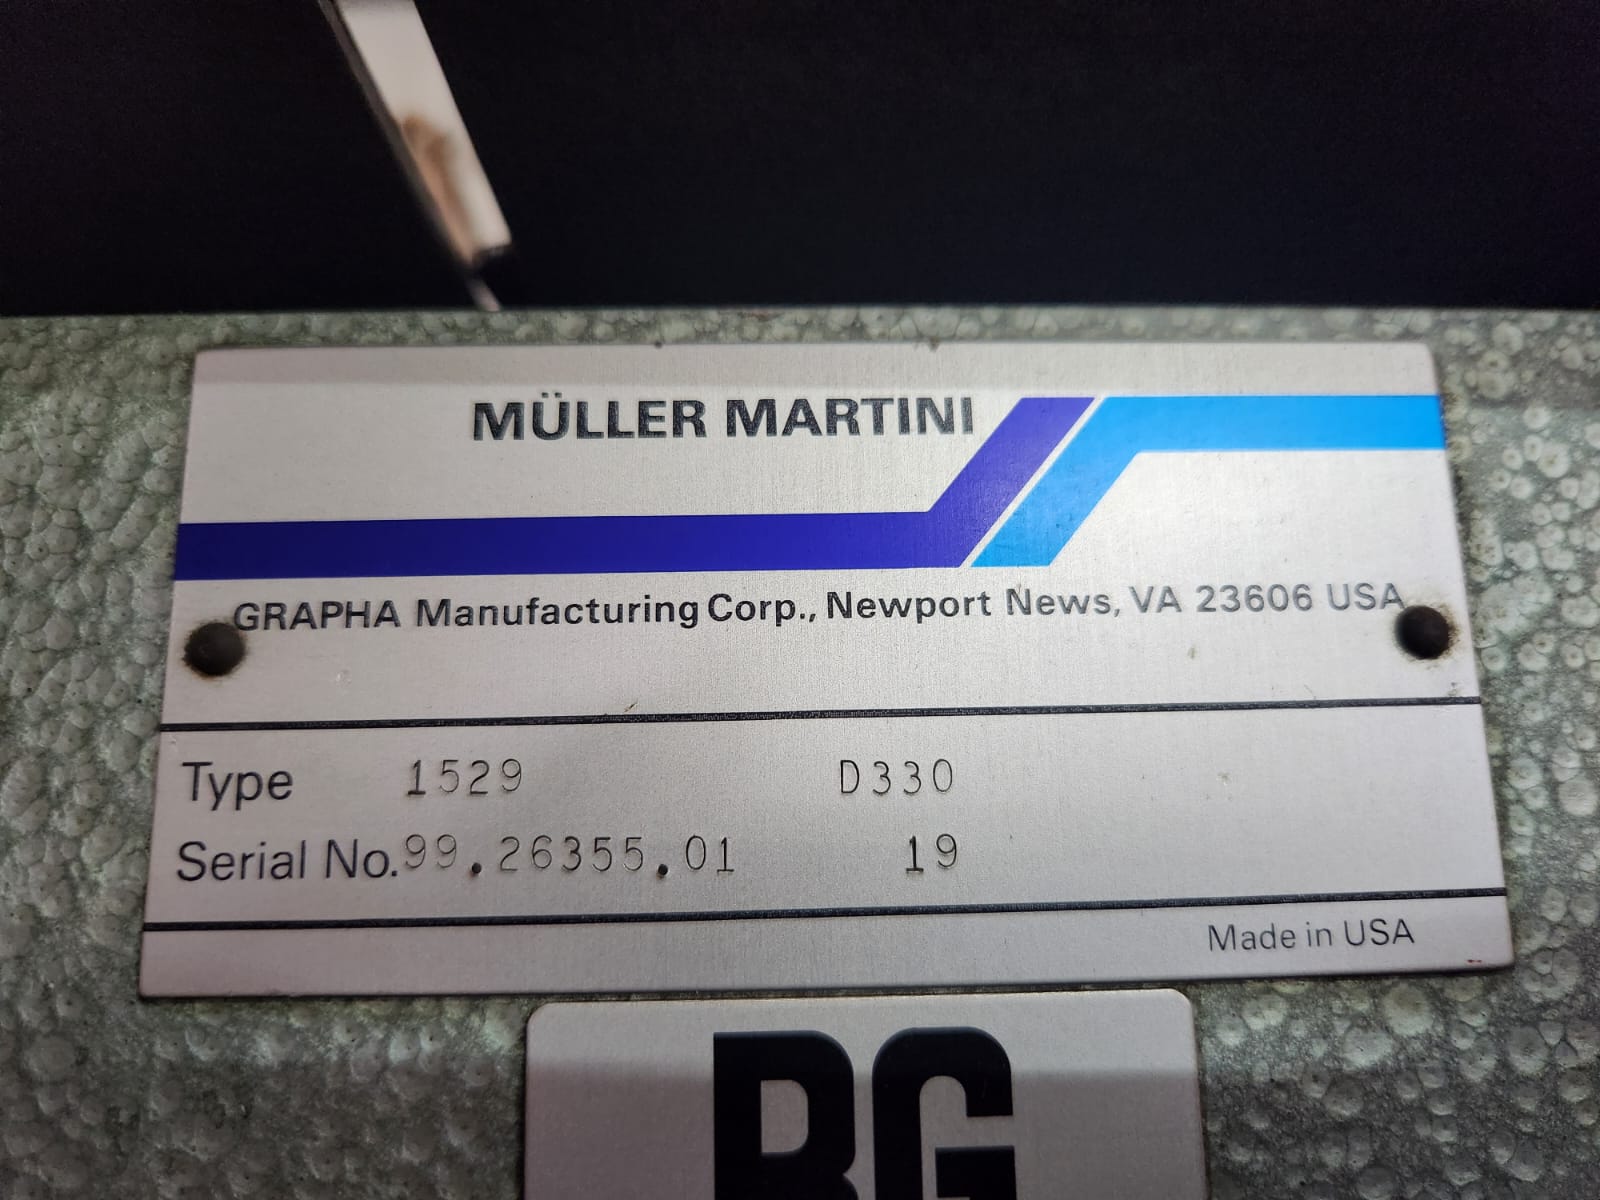 MÜLLER MARTINI
GRAPHA Manufacturing Corp., Newport News, VA 23606 USA
Type 1529 D330
Serial No. 99.26355.01 19
Made in USA
BG